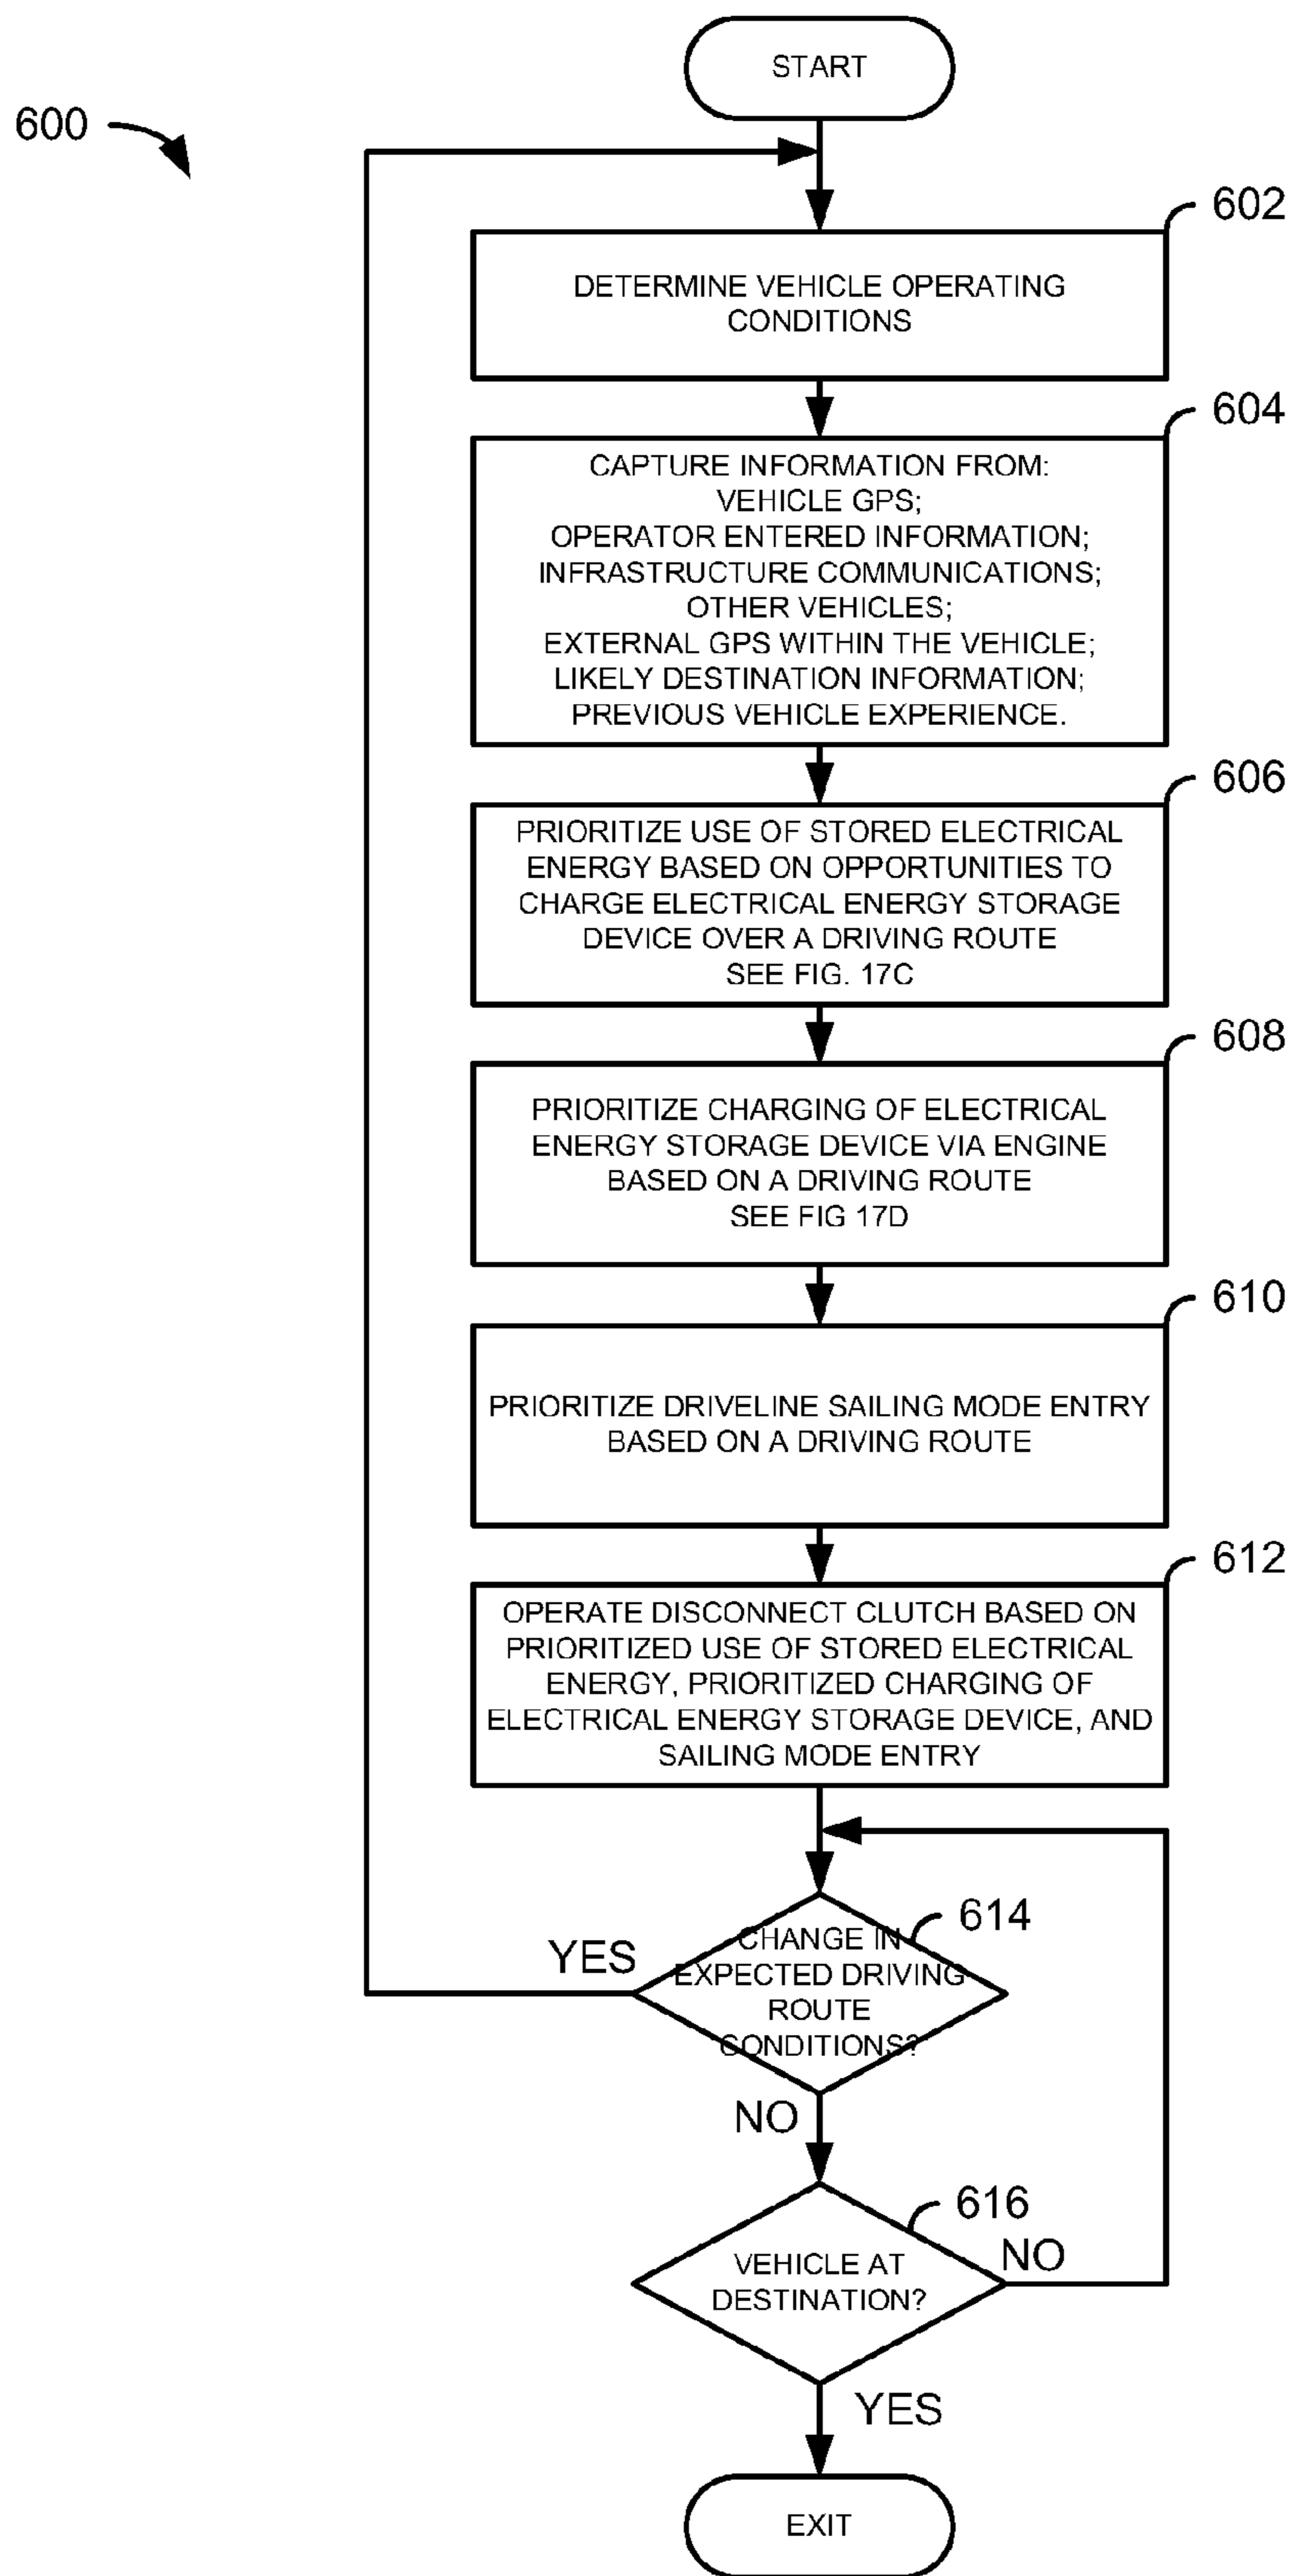 START
600
602
DETERMINE VEHICLE OPERATING
CONDITIONS
604
CAPTURE INFORMATION FROM:
VEHICLE GPS;
OPERATOR ENTERED INFORMATION;
INFRASTRUCTURE COMMUNICATIONS;
OTHER VEHICLES;
EXTERNAL GPS WITHIN THE VEHICLE;
LIKELY DESTINATION INFORMATION;
PREVIOUS VEHICLE EXPERIENCE.
606
PRIORITIZE USE OF STORED ELECTRICAL
ENERGY BASED ON OPPORTUNITIES TO
CHARGE ELECTRICAL ENERGY STORAGE
DEVICE OVER A DRIVING ROUTE
SEE FIG. 17C
608
PRIORITIZE CHARGING OF ELECTRICAL
ENERGY STORAGE DEVICE VIA ENGINE
BASED ON A DRIVING ROUTE
SEE FIG 17D
610
PRIORITIZE DRIVELINE SAILING MODE ENTRY
BASED ON A DRIVING ROUTE
612
OPERATE DISCONNECT CLUTCH BASED ON
PRIORITIZED USE OF STORED ELECTRICAL
ENERGY, PRIORITIZED CHARGING OF
ELECTRICAL ENERGY STORAGE DEVICE, AND
SAILING MODE ENTRY
614
YES
CHANGE IN
EXPECTED DRIVING
ROUTE
CONDITIONS?
NO
616
NO
VEHICLE AT
DESTINATION?
YES
EXIT